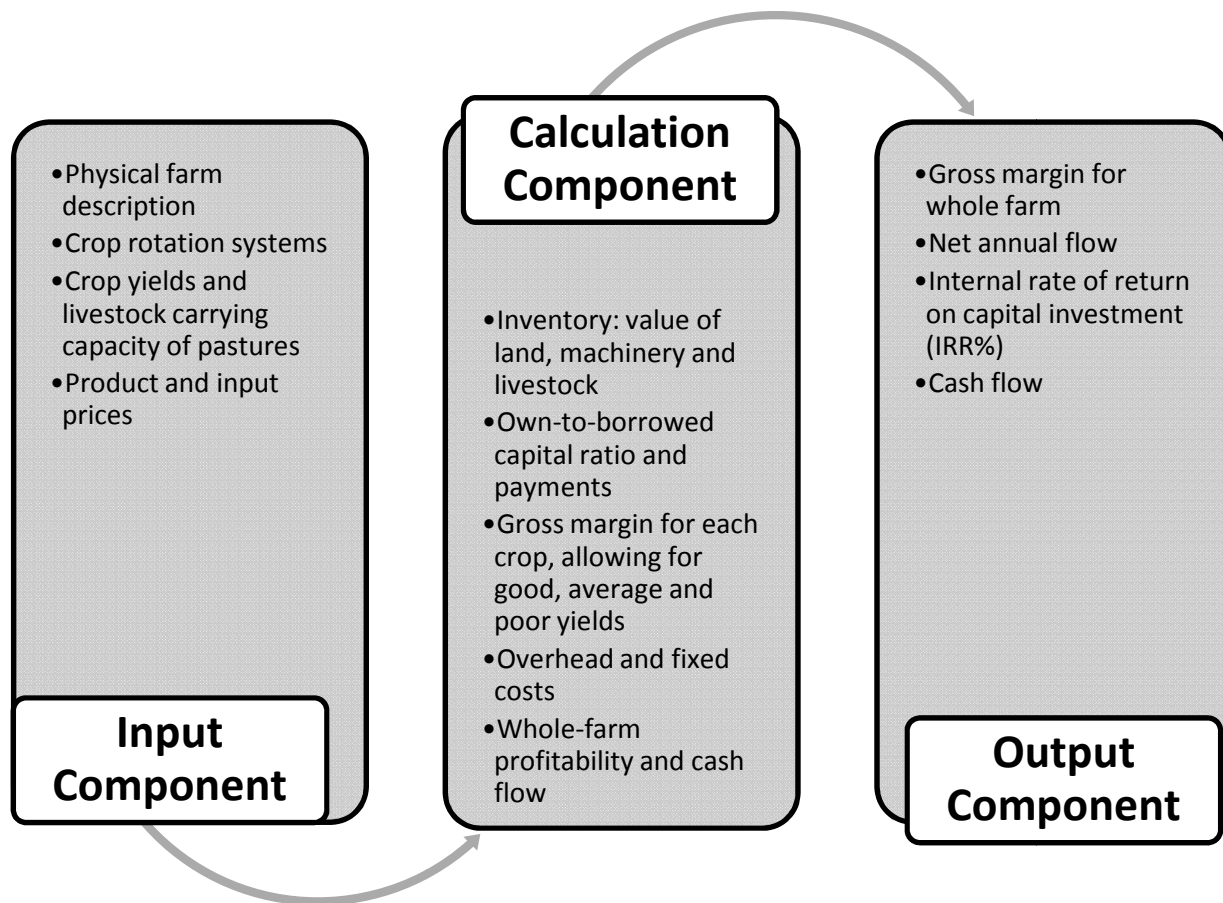 •Physical farm
description
•Crop rotation systems
•Crop yields and
livestock carrying
capacity of pastures
•Product and input
prices
Input
Component
Calculation
Component
•Inventory: value of
land, machinery and
livestock
•Own-to-borrowed
capital ratio and
payments
•Gross margin for each
crop, allowing for
good, average and
poor yields
•Overhead and fixed
costs
•Whole-farm
profitability and cash
flow
•Gross margin for
whole farm
•Net annual flow
•Internal rate of return
on capital investment
(IRR%)
•Cash flow
Output
Component